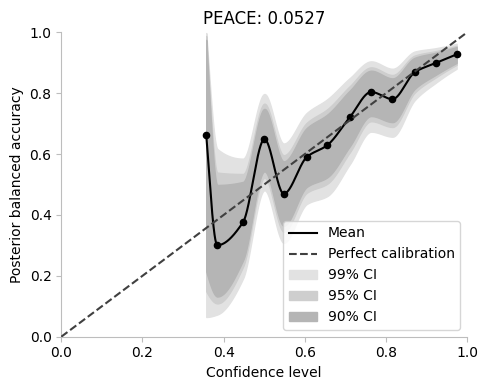 PEACE: 0.0527
1.0
0.8
0.6
0.4
0.2
0.0
Posterior balanced accuracy
Mean
Perfect calibration
99% CI
95% CI
90% CI
0.0 0.2 0.4 0.6 0.8 1.0
Confidence level